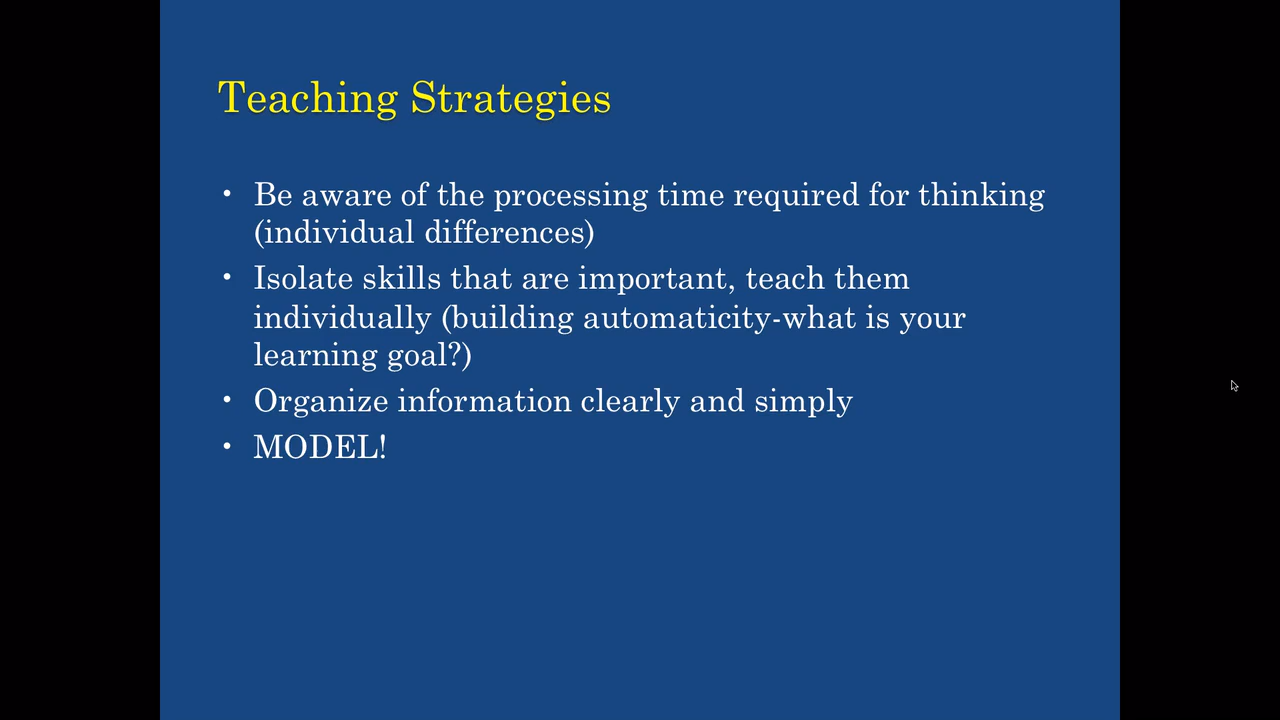 Teaching Strategies
• Be aware of the processing time required for thinking
(individual differences)
• Isolate skills that are important, teach them
individually (building automaticity-what is your
learning goal?)
• Organize information clearly and simply
• MODEL!